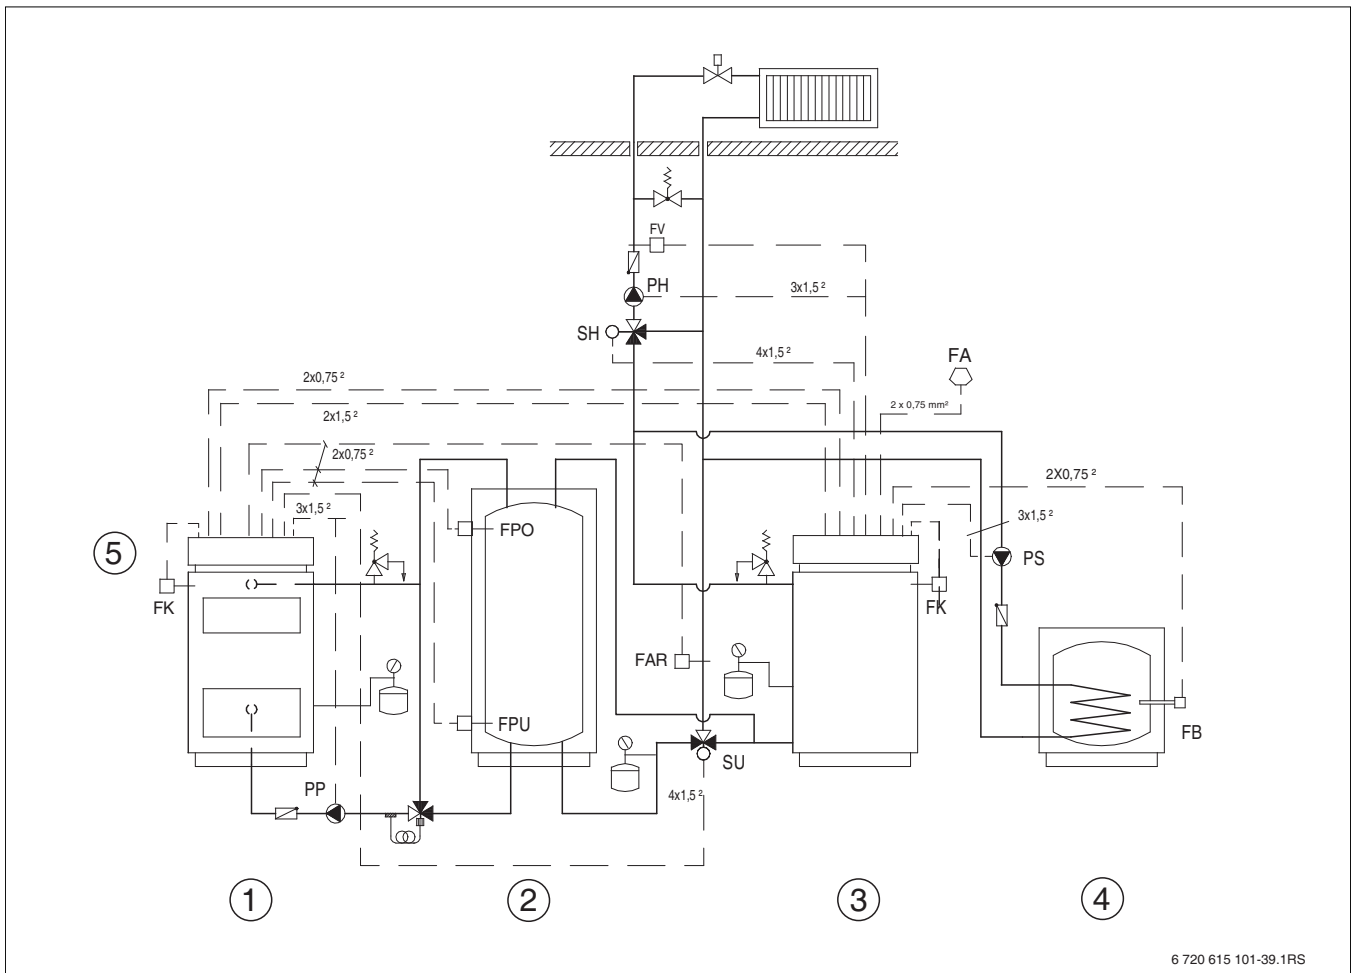 FV
PH
3x1,5²
SH
4x1,5²
FA
2x0,75²
2 x 0,75 mm²
2x1,5²
2x0,75²
2X0,75²
3x1,5²
3x1,5²
FPO
5
PS
FK
FK
FAR
FPU
FB
SU
PP
4x1,5²
1
2
3
4
6 720 615 101-39.1RS